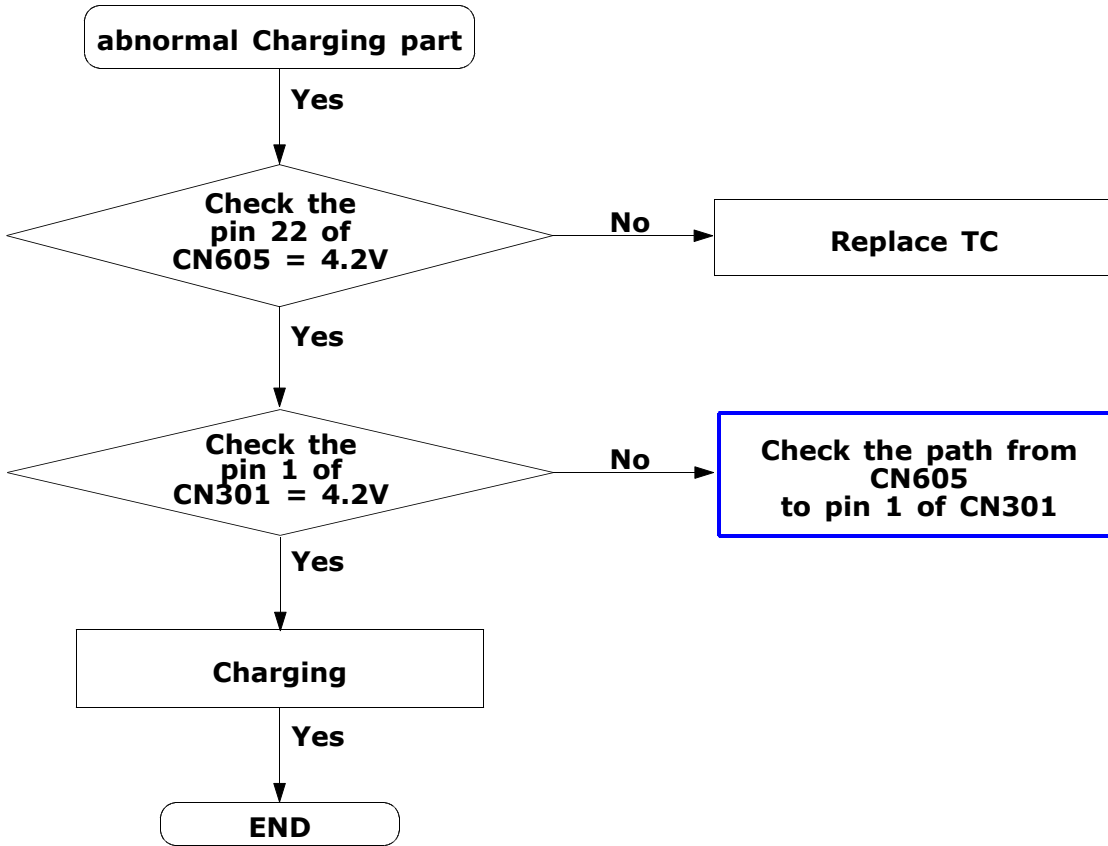 abnormal Charging part
Yes
Check the
pin 22 of
CN605 = 4.2V
No
Replace TC
Yes
Check the
pin 1 of
CN301 = 4.2V
No
Check the path from
CN605
to pin 1 of CN301
Yes
Charging
Yes
END